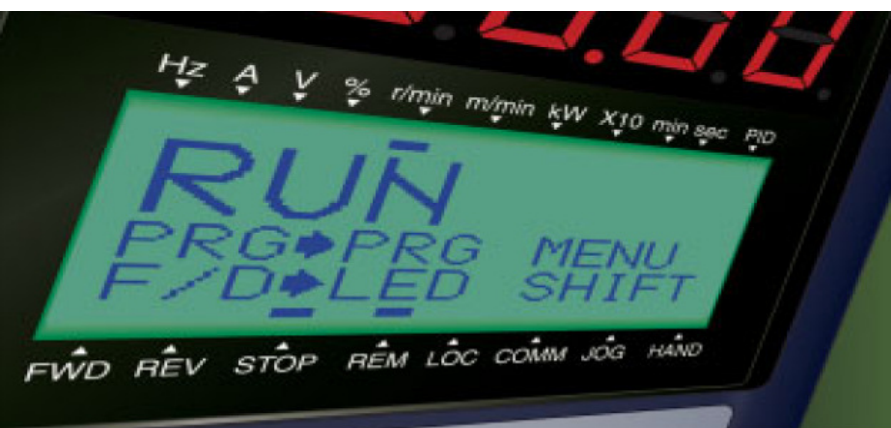 Hz A V % r/min m/min kW X10 min sec PID
RUN
PRG➡PRG MENU
F/D➡LED SHIFT
FWD REV STOP REM LOC COMM JOG HAND